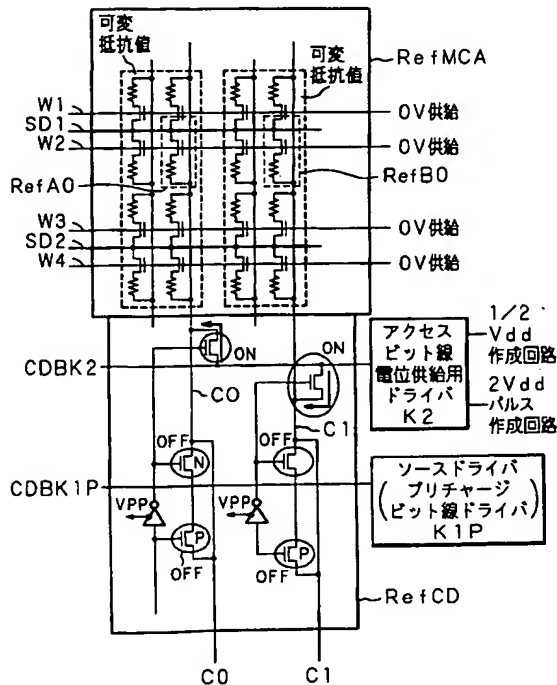 可変
抵抗値
可変
抵抗値
RefMCA
W1
0V供給
SD1
W2
0V供給
RefA0
RefB0
W3
0V供給
SD2
W4
0V供給
CDBK2
ON
C0
ON
C1
アクセス
ビット線
電位供給用
ドライバ
K2
1/2
Vdd
作成回路
2Vdd
パルス
作成回路
OFF
N
OFF
CDBK1P
ソースドライバ
(プリチャージ
ビット線ドライバ)
K1P
VPP
VPP
P
OFF
P
OFF
RefCD
C0
C1